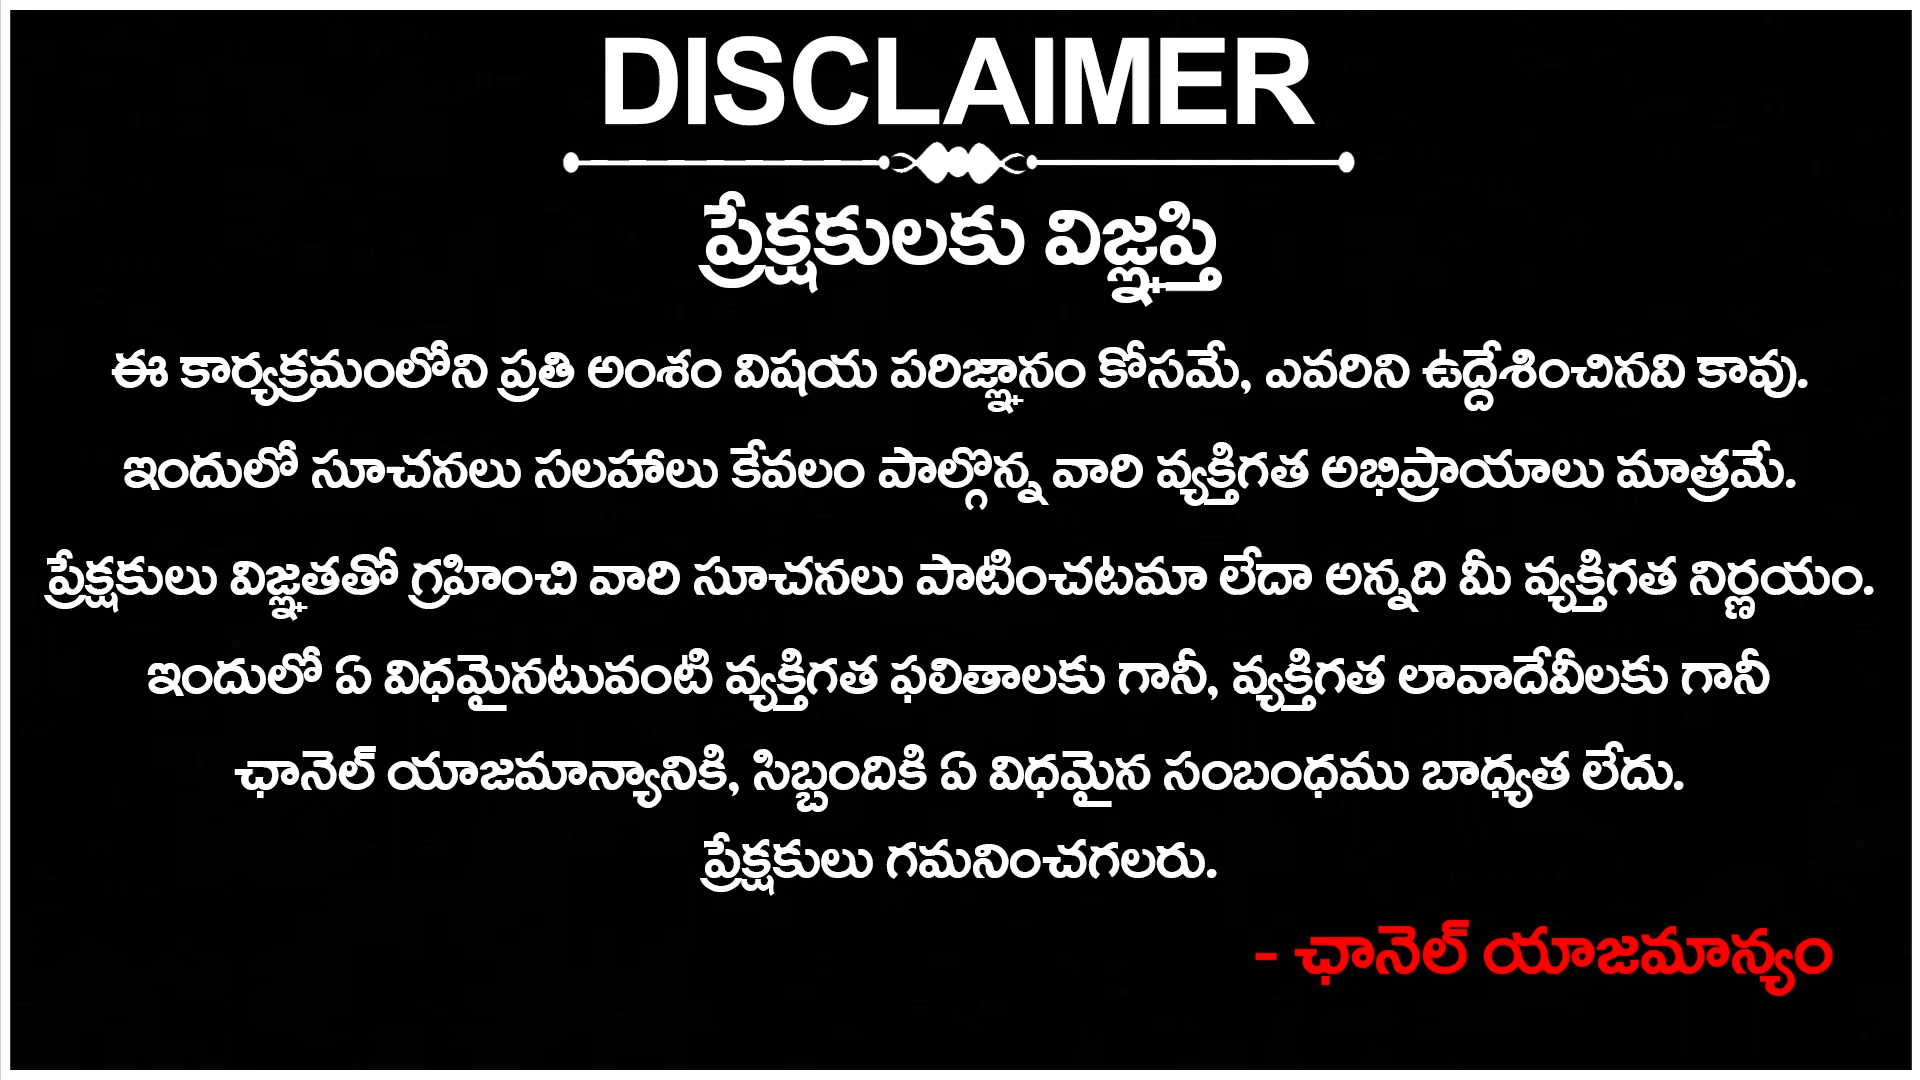 DISCLAIMER
ప్రేక్షకులకు విజ్ఞప్తి
ఈ కార్యక్రమంలోని ప్రతి అంశం విషయ పరిజ్ఞానం కోసమే, ఎవరిని ఉద్దేశించినవి కావు.
ఇందులో సూచనలు సలహాలు కేవలం పాల్గొన్న వారి వ్యక్తిగత అభిప్రాయాలు మాత్రమే.
ప్రేక్షకులు విజ్ఞతతో గ్రహించి వారి సూచనలు పాటించటమా లేదా అన్నది మీ వ్యక్తిగత నిర్ణయం.
ఇందులో ఏ విధమైనటువంటి వ్యక్తిగత ఫలితాలకు గానీ, వ్యక్తిగత లావాదేవీలకు గానీ
ఛానెల్ యాజమాన్యానికి, సిబ్బందికి ఏ విధమైన సంబంధము బాధ్యత లేదు.
ప్రేక్షకులు గమనించగలరు.
- ఛానెల్ యాజమాన్యం